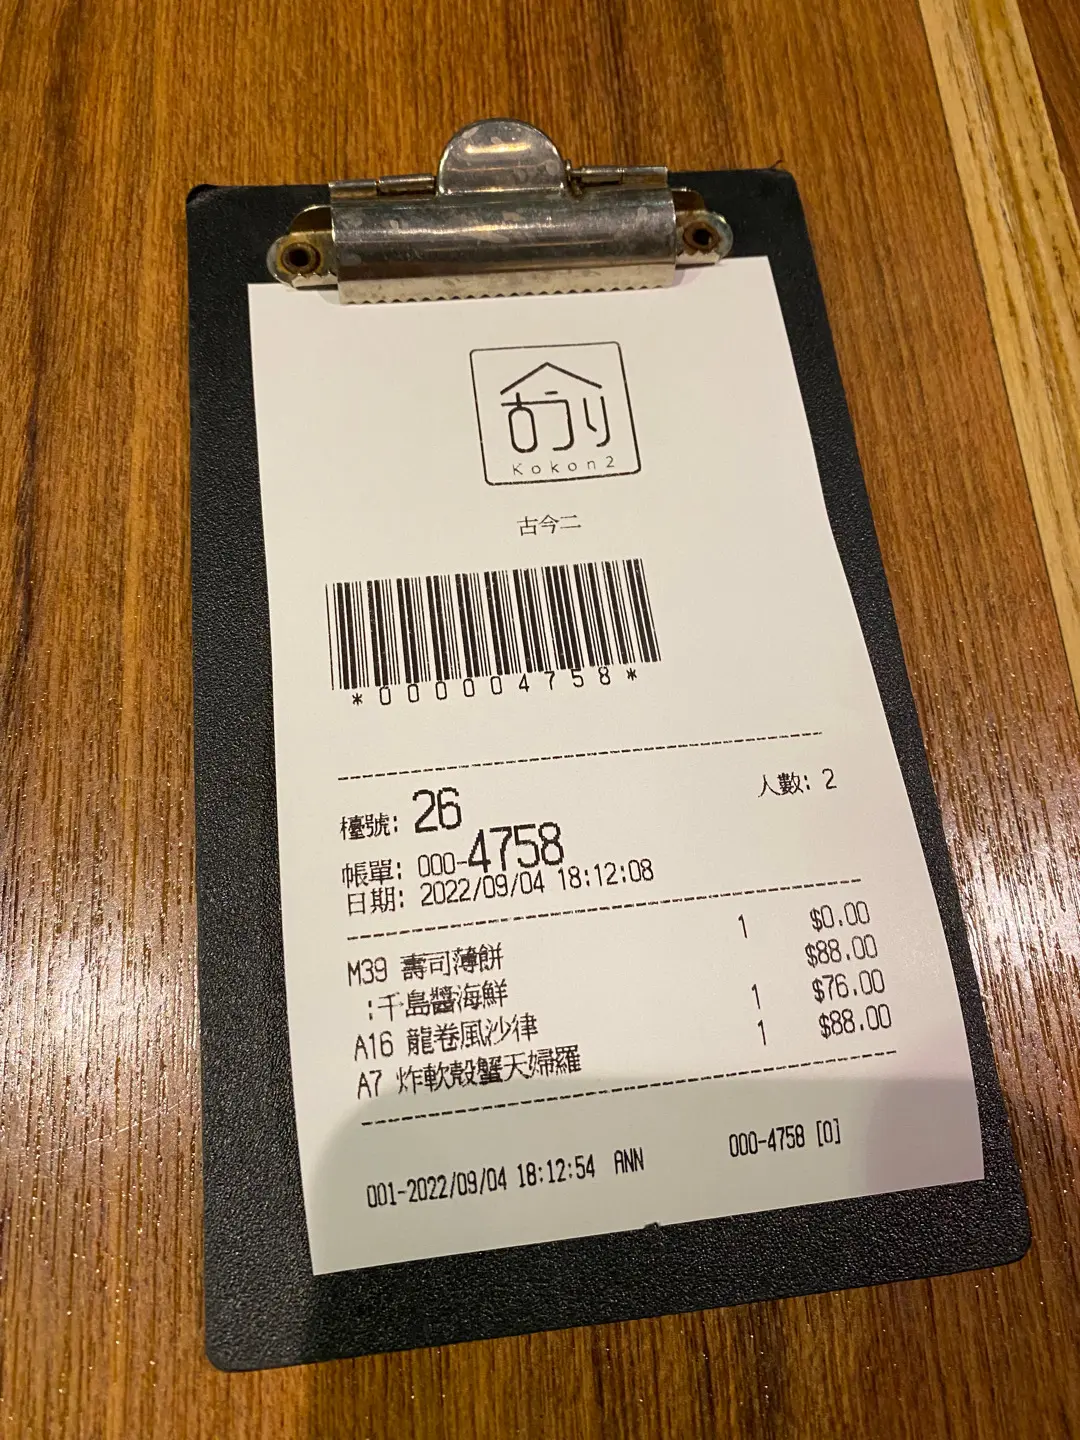 古今二
Kokon2
古今二
*000004758*
檯號: 26 人數: 2
帳單: 000-4758
日期: 2022/09/04 18:12:08
M39 壽司薄餅 1 $0.00
:千島醬海鮮 $88.00
A16 龍卷風沙律 1 $76.00
A7 炸軟殼蟹天婦羅 1 $88.00
001-2022/09/04 18:12:54 ANN 000-4758 [0]